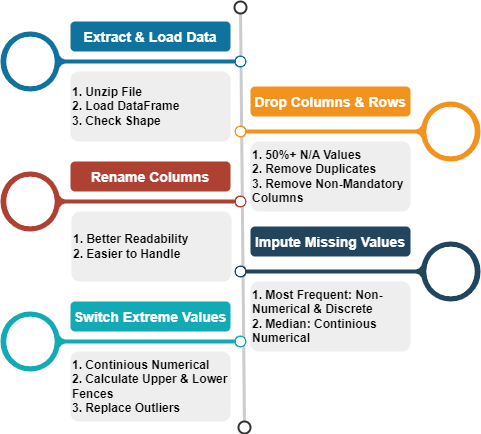 Extract & Load Data
1. Unzip File
2. Load DataFrame
3. Check Shape
Drop Columns & Rows
1. 50%+ N/A Values
2. Remove Duplicates
3. Remove Non-Mandatory
Columns
Rename Columns
1. Better Readability
2. Easier to Handle
Impute Missing Values
1. Most Frequent: Non-
Numerical & Discrete
2. Median: Continious
Numerical
Switch Extreme Values
1. Continious Numerical
2. Calculate Upper & Lower
Fences
3. Replace Outliers